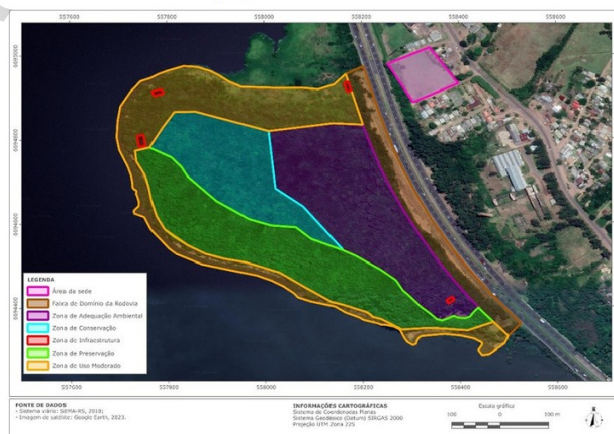 557600 557800 558000 558200 558400 558600
LEGENDA
Área da sede
Faixa de Domínio da Rodovia
Zona de Adequação Ambiental
Zona de Conservação
Zona de Infraestrutura
Zona de Preservação
Zona de Uso Moderado
557600 557800 558000 558200 558400 558600
FONTE DE DADOS
- Sistema viário: SEMA-RS, 2018;
- Imagem de satélite: Google Earth, 2023.
INFORMAÇÕES CARTOGRÁFICAS
Sistema de Coordenadas Planas
Sistema Geodésico (Datum) SIRGAS 2000
Projeção UTM Zona 22S
Escala gráfica
100 0 100 m